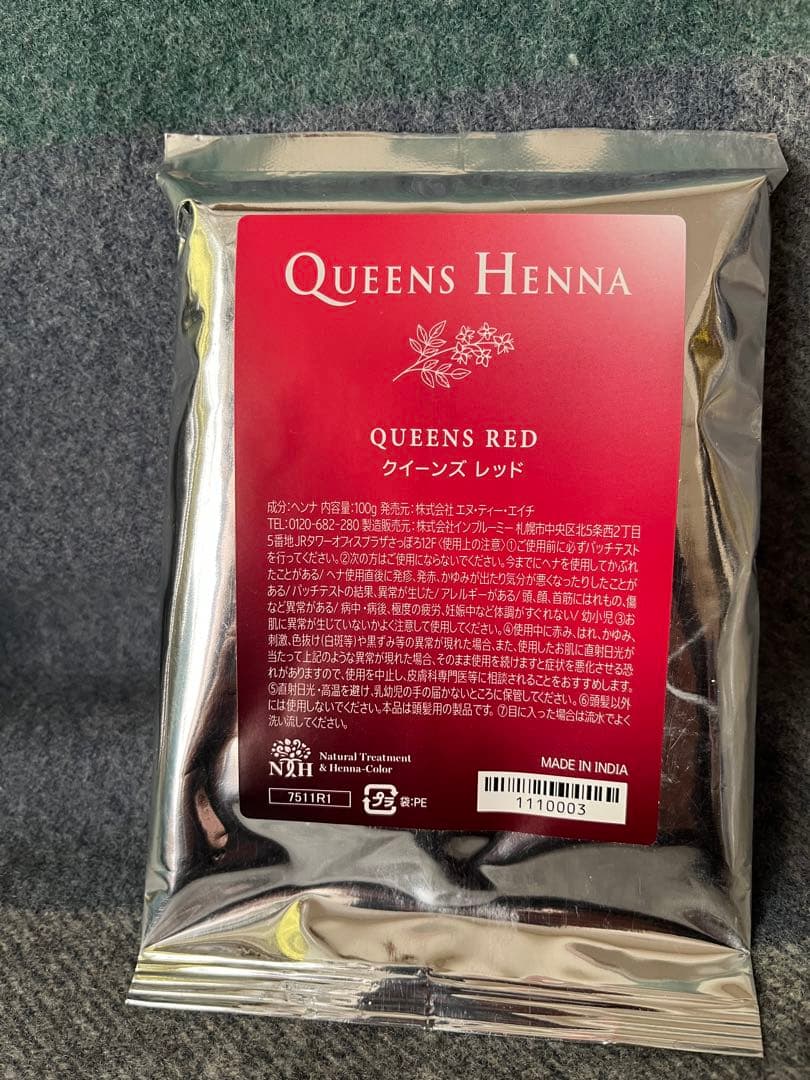 QUEENS HENNA
QUEENS RED
クイーンズ レッド
成分:ヘンナ 内容量:100g 発売元:株式会社 エヌ・ティー・エイチ
TEL:0120-682-280 製造販売元:株式会社インブルーミー 札幌市中央区北5条西2丁目
5番地 JRタワーオフィスプラザさっぽろ12F 〈使用上の注意〉①ご使用前に必ずパッチテスト
を行ってください。②次の方はご使用にならないでください。今までにヘナを使用してかぶれ
たことがある/ ヘナ使用直後に発疹、発赤、かゆみが出たり気分が悪くなったりしたことが
ある/ パッチテストの結果、異常が生じた/ アレルギーがある/ 頭、顔、首筋にはれもの、傷
など異常がある/ 病中・病後、極度の疲労、妊娠中など体調がすぐれない/ 幼小児 ③お
肌に異常が生じていないかよく注意して使用してください。④使用中に赤み、はれ、かゆみ、
刺激、色抜け(白斑等)や黒ずみ等の異常が現れた場合、また、使用したお肌に直射日光が
当たって上記のような異常が現れた場合、そのまま使用を続けますと症状を悪化させる恐
れがありますので、使用を中止し、皮膚科専門医等に相談されることをおすすめします。
⑤直射日光・高温を避け、乳幼児の手の届かないところに保管してください。⑥頭髪以外
には使用しないでください。本品は頭髪用の製品です。⑦目に入った場合は流水でよく
洗い流してください。
NTH Natural Treatment
& Henna-Color
MADE IN INDIA
7511R1
プラ 袋:PE
1110003